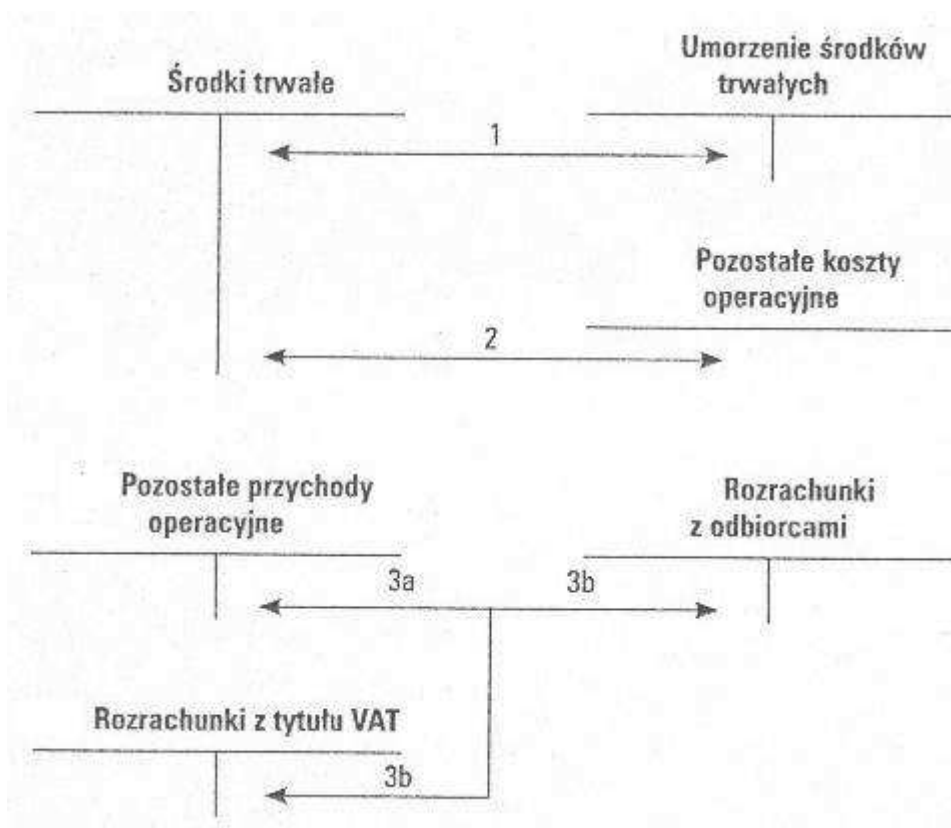 Środki trwałe
Umorzenie środków
trwałych
1
Pozostałe koszty
operacyjne
2
Pozostałe przychody
operacyjne
Rozrachunki
z odbiorcami
3a
3b
Rozrachunki z tytułu VAT
3b